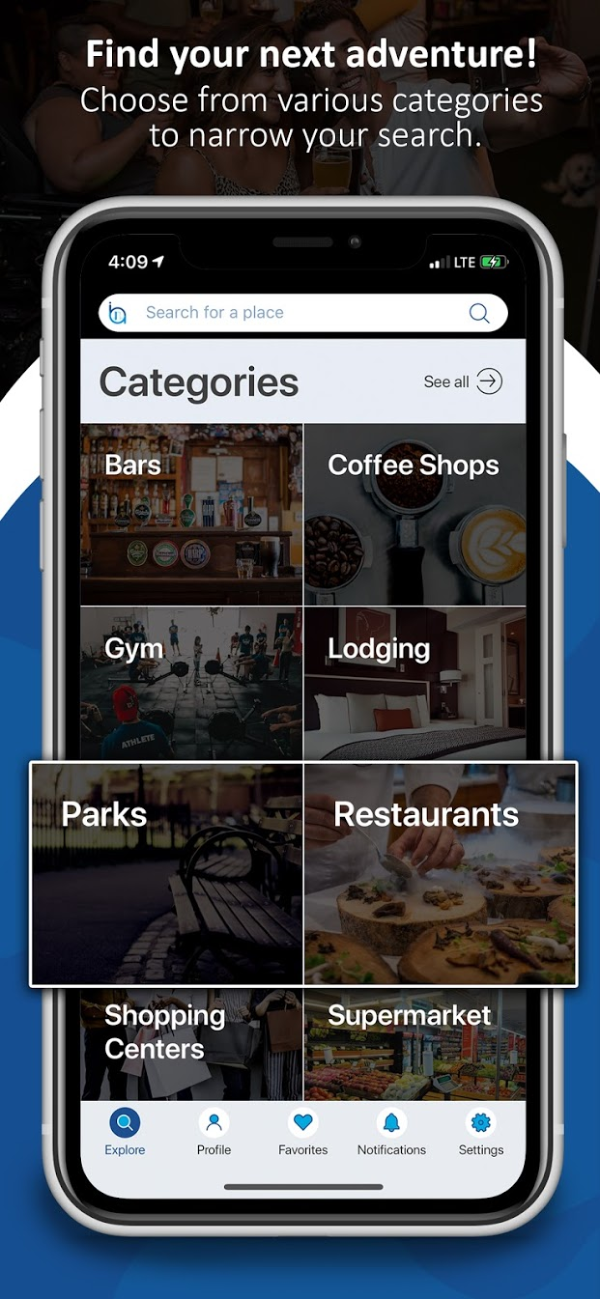 Find your next adventure!
Choose from various categories
to narrow your search.
4:09
LTE
Search for a place
Categories
See all
Bars
Coffee Shops
Gym
Lodging
ATHLETE
Parks
Restaurants
Shopping
Centers
Supermarket
Explore
Profile
Favorites
Notifications
Settings